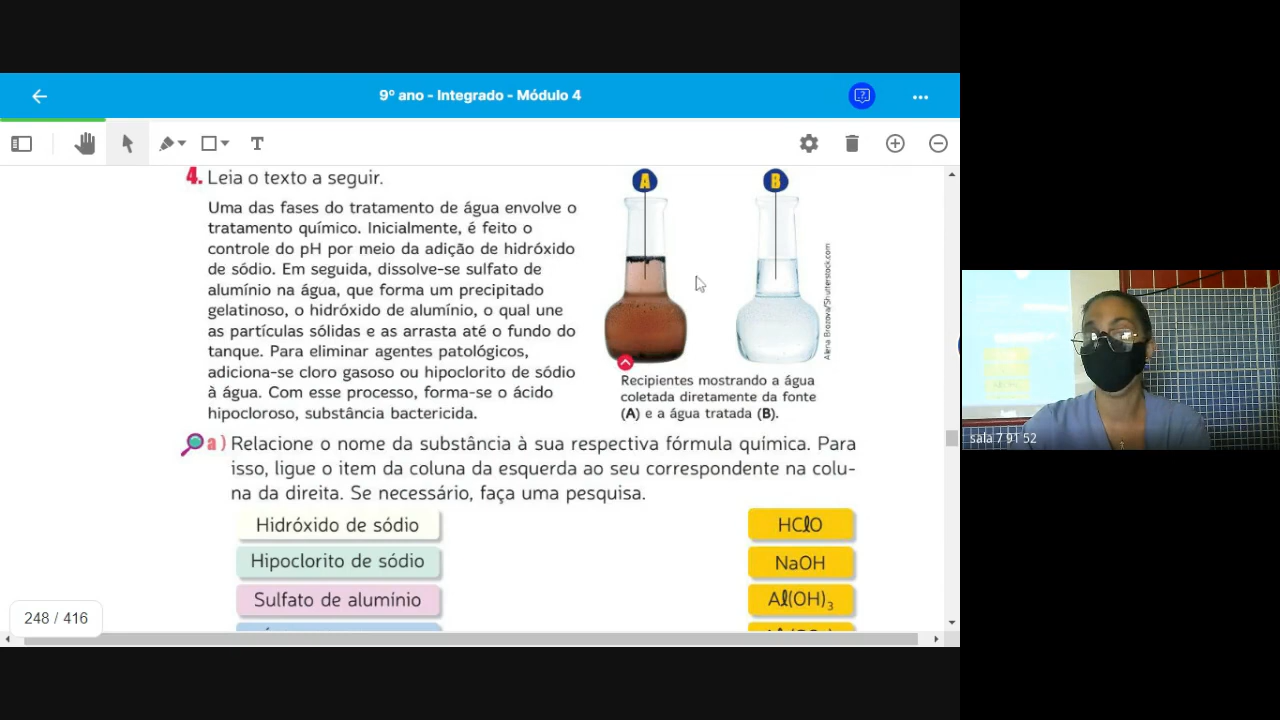 9º ano - Integrado - Módulo 4
T
4. Leia o texto a seguir.
Uma das fases do tratamento de água envolve o
tratamento químico. Inicialmente, é feito o
controle do pH por meio da adição de hidróxido
de sódio. Em seguida, dissolve-se sulfato de
alumínio na água, que forma um precipitado
gelatinoso, o hidróxido de alumínio, o qual une
as partículas sólidas e as arrasta até o fundo do
tanque. Para eliminar agentes patológicos,
adiciona-se cloro gasoso ou hipoclorito de sódio
à água. Com esse processo, forma-se o ácido
hipocloroso, substância bactericida.
A
B
Alena Brozova/Shutterstock.com
Recipientes mostrando a água
coletada diretamente da fonte
(A) e a água tratada (B).
a) Relacione o nome da substância à sua respectiva fórmula química. Para
isso, ligue o item da coluna da esquerda ao seu correspondente na colu-
na da direita. Se necessário, faça uma pesquisa.
Hidróxido de sódio
HClO
Hipoclorito de sódio
NaOH
Sulfato de alumínio
Al(OH)₃
248 / 416
sala 7 91 52